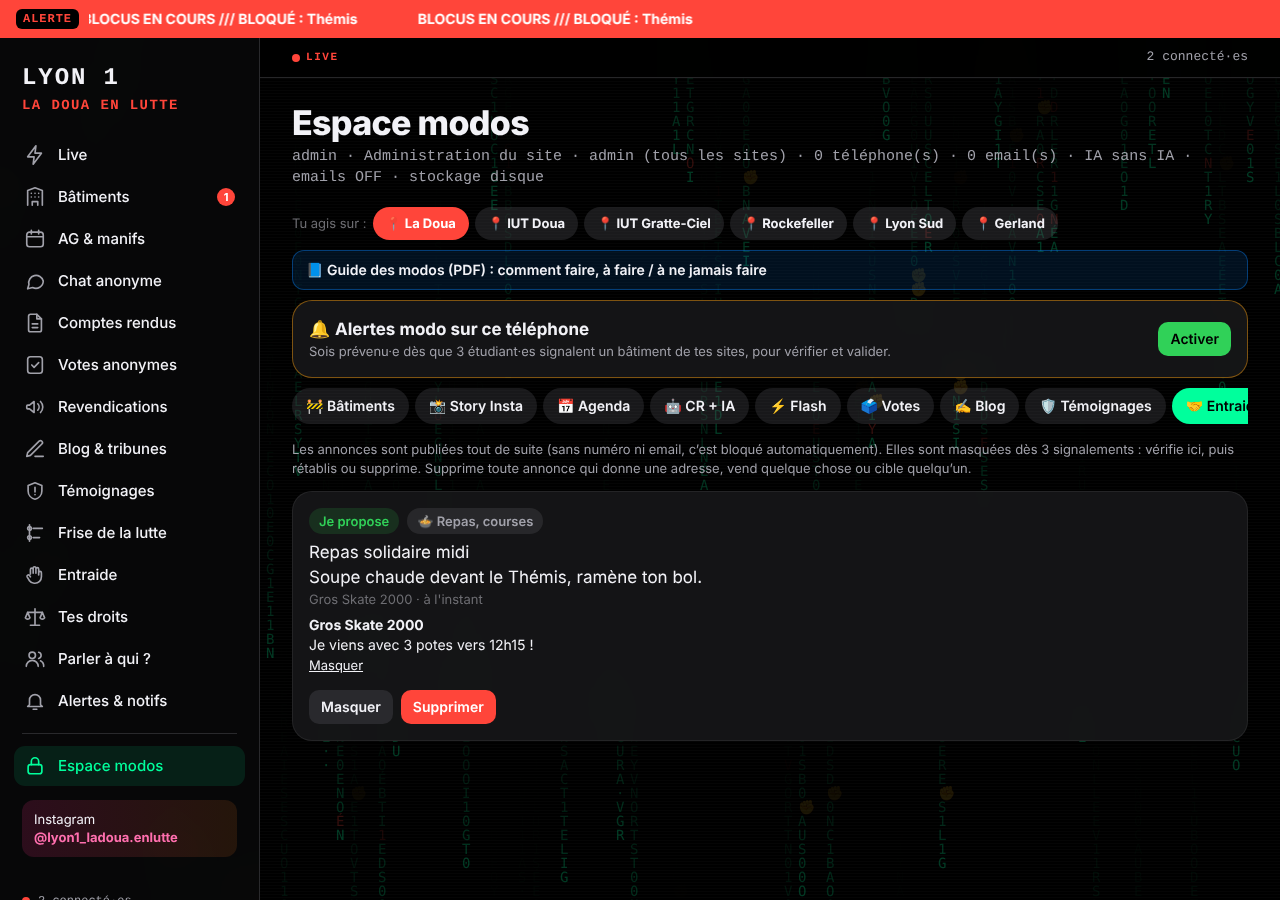 ALERTE
BLOCUS EN COURS /// BLOQUÉ : Thémis
BLOCUS EN COURS /// BLOQUÉ : Thémis
LYON 1
LA DOUA EN LUTTE
Live
Bâtiments
1
AG & manifs
Chat anonyme
Comptes rendus
Votes anonymes
Revendications
Blog & tribunes
Témoignages
Frise de la lutte
Entraide
Tes droits
Parler à qui ?
Alertes & notifs
Espace modos
Instagram
@lyon1_ladoua.enlutte
2 connecté·es
LIVE
2 connecté·es
Espace modos
admin · Administration du site · admin (tous les sites) · 0 téléphone(s) · 0 email(s) · IA sans IA ·
emails OFF · stockage disque
Tu agis sur :
La Doua
IUT Doua
IUT Gratte-Ciel
Rockefeller
Lyon Sud
Gerland
Guide des modos (PDF) : comment faire, à faire / à ne jamais faire
Alertes modo sur ce téléphone
Sois prévenu·e dès que 3 étudiant·es signalent un bâtiment de tes sites, pour vérifier et valider.
Activer
Bâtiments
Story Insta
Agenda
CR + IA
Flash
Votes
Blog
Témoignages
Entraid
Les annonces sont publiées tout de suite (sans numéro ni email, c'est bloqué automatiquement). Elles sont masquées dès 3 signalements : vérifie ici, puis
rétablis ou supprime. Supprime toute annonce qui donne une adresse, vend quelque chose ou cible quelqu'un.
Je propose
Repas, courses
Repas solidaire midi
Soupe chaude devant le Thémis, ramène ton bol.
Gros Skate 2000 · à l'instant
Gros Skate 2000
Je viens avec 3 potes vers 12h15 !
Masquer
Masquer
Supprimer